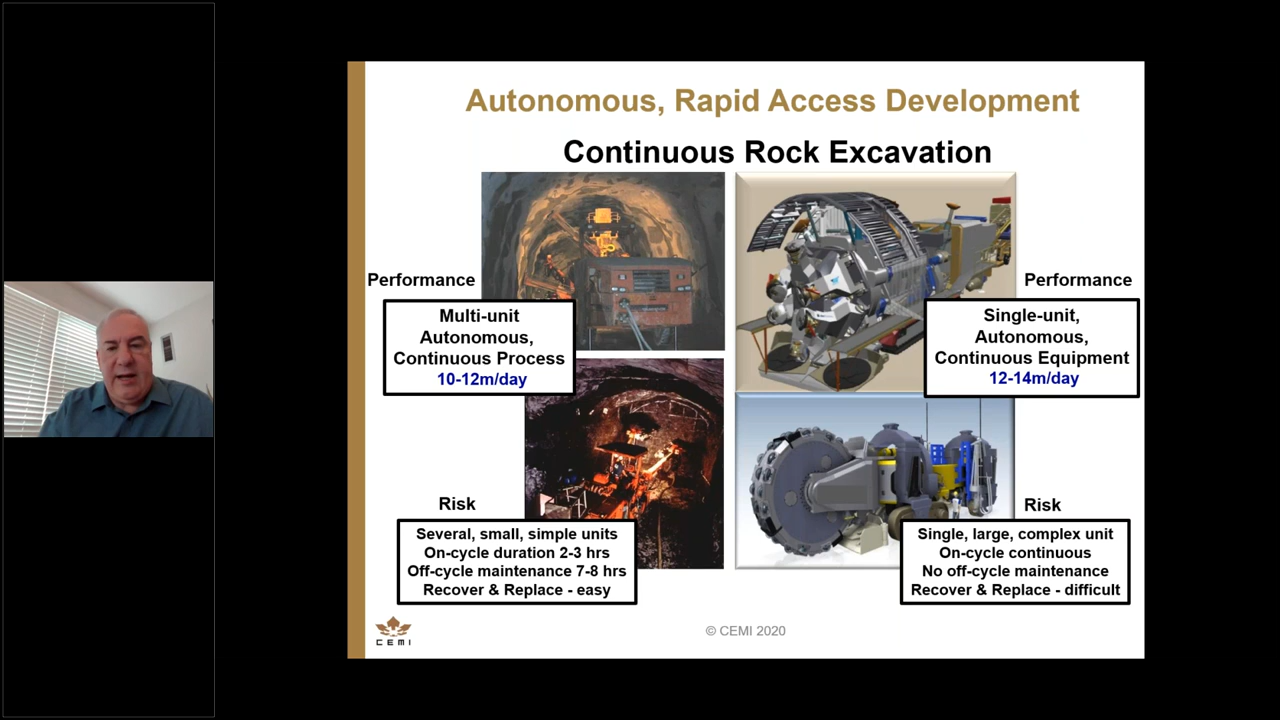 Autonomous, Rapid Access Development
Continuous Rock Excavation
Performance
Multi-unit
Autonomous,
Continuous Process
10-12m/day
Performance
Single-unit,
Autonomous,
Continuous Equipment
12-14m/day
Risk
Several, small, simple units
On-cycle duration 2-3 hrs
Off-cycle maintenance 7-8 hrs
Recover & Replace - easy
Risk
Single, large, complex unit
On-cycle continuous
No off-cycle maintenance
Recover & Replace - difficult
CEMI
© CEMI 2020